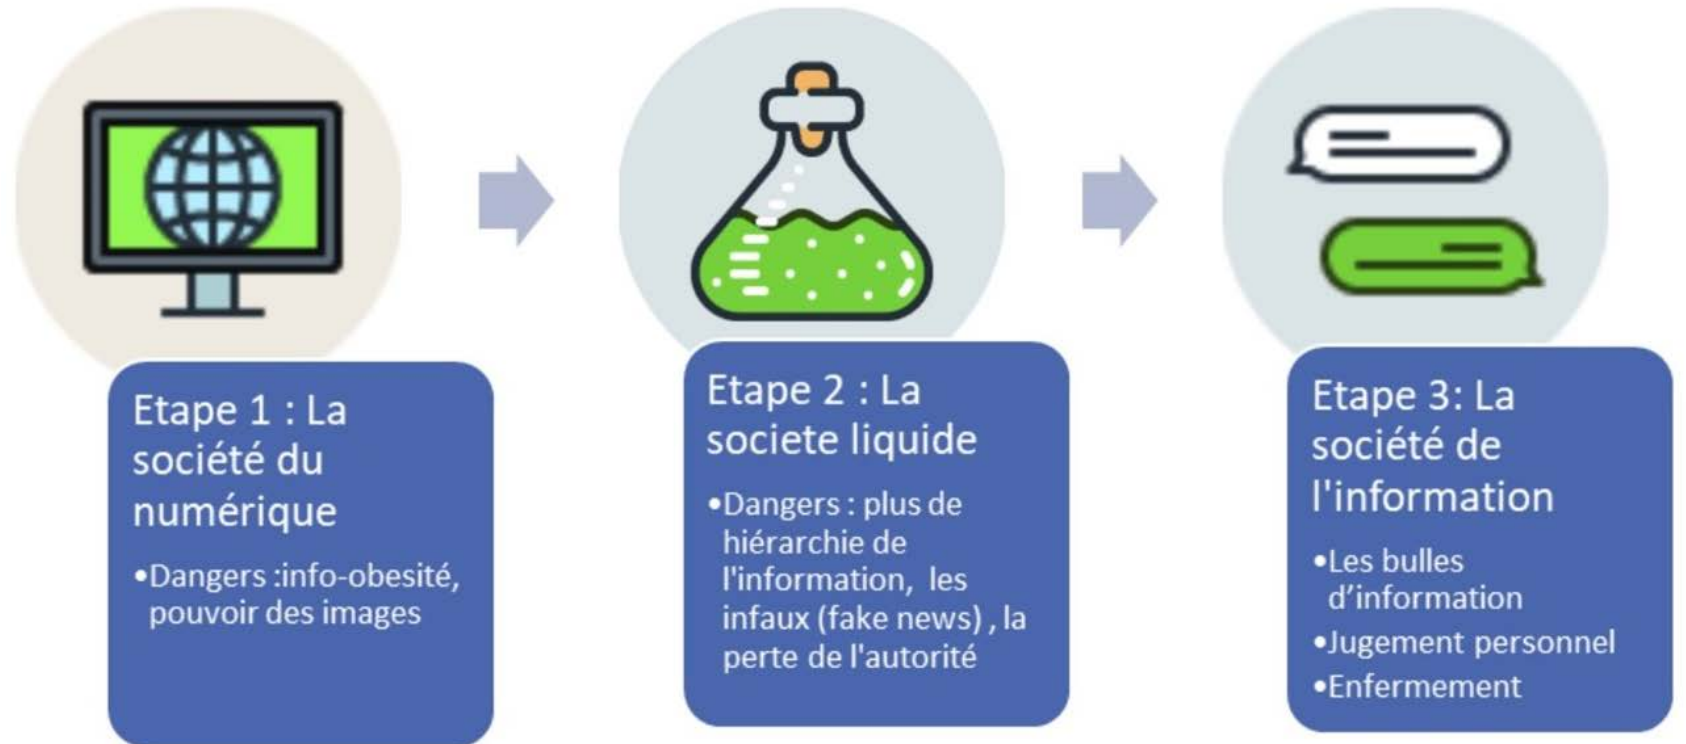 Etape 1 : La
société du
numérique
•Dangers :info-obesité,
pouvoir des images
Etape 2 : La
societe liquide
•Dangers : plus de
hiérarchie de
l'information, les
infaux (fake news) , la
perte de l'autorité
Etape 3: La
société de
l'information
•Les bulles
d’information
•Jugement personnel
•Enfermement